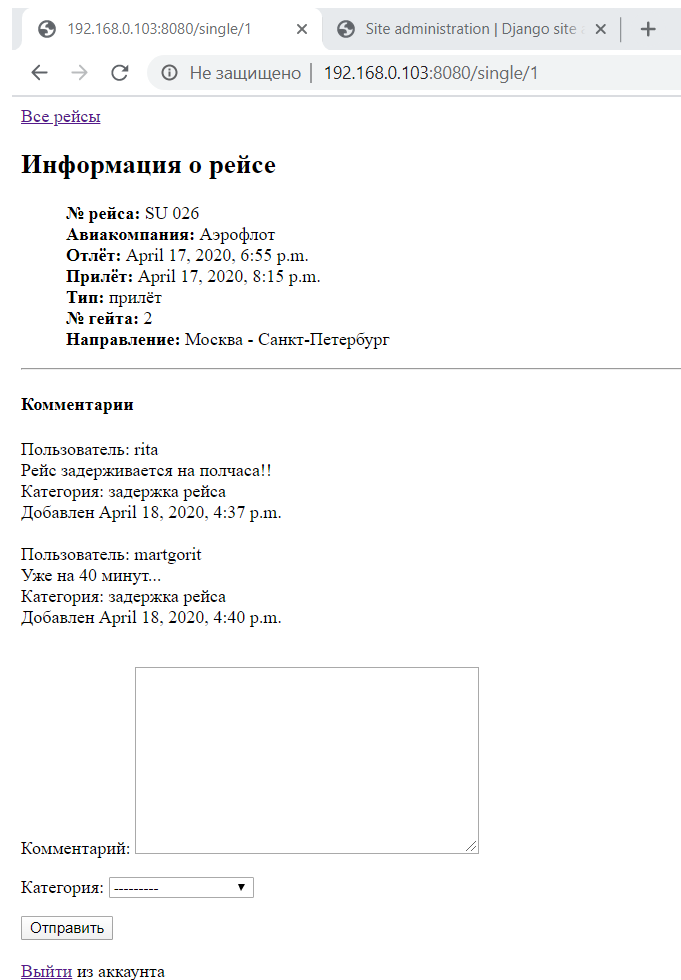 192.168.0.103:8080/single/1
Site administration | Django site
Не защищено | 192.168.0.103:8080/single/1
Все рейсы
Информация о рейсе
№ рейса: SU 026
Авиакомпания: Аэрофлот
Отлёт: April 17, 2020, 6:55 p.m.
Прилёт: April 17, 2020, 8:15 p.m.
Тип: прилёт
№ гейта: 2
Направление: Москва - Санкт-Петербург
Комментарии
Пользователь: rita
Рейс задерживается на полчаса!!
Категория: задержка рейса
Добавлен April 18, 2020, 4:37 p.m.
Пользователь: martgorit
Уже на 40 минут...
Категория: задержка рейса
Добавлен April 18, 2020, 4:40 p.m.
Комментарий:
Категория: ---------
Отправить
Выйти из аккаунта